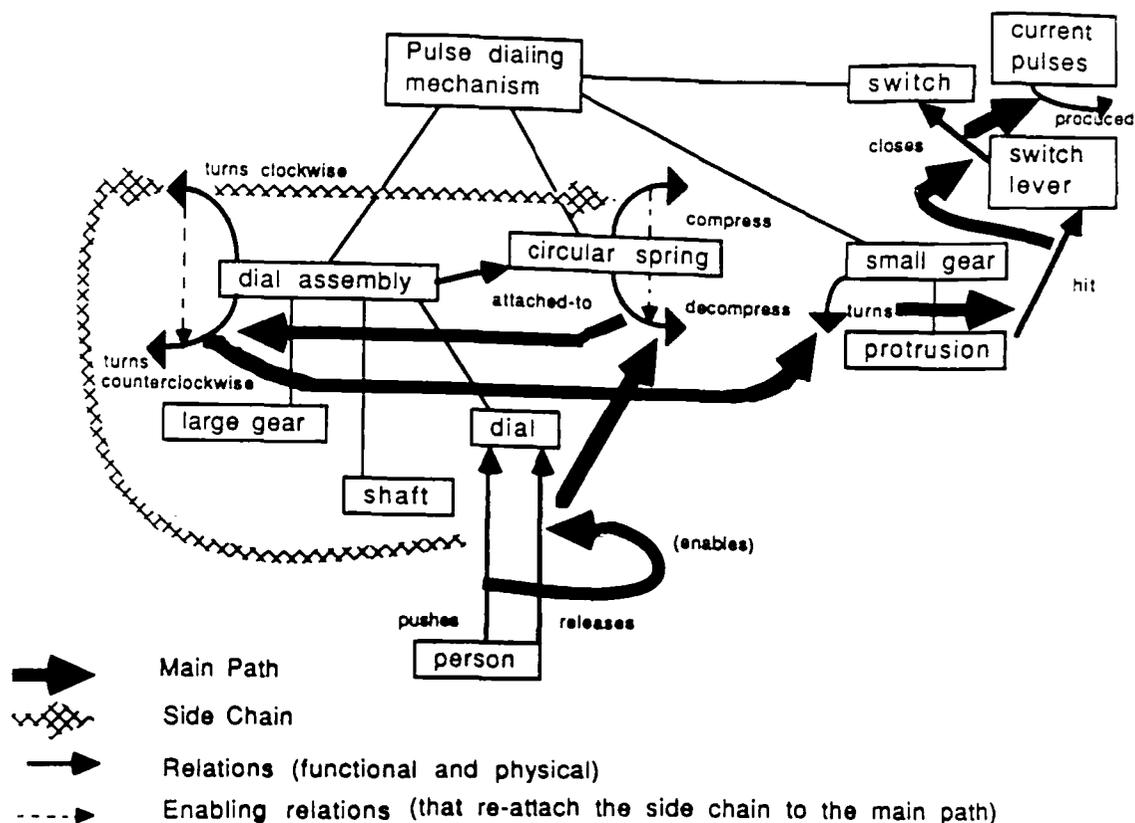 Pulse dialing
mechanism
current
pulses
switch
produced
closes
switch
lever
turns clockwise
compress
circular spring
small gear
dial assembly
hit
attached-to
decompress
turns
protrusion
turns
counterclockwise
large gear
dial
shaft
(enables)
pushes
releases
person
Main Path
Side Chain
Relations (functional and physical)
Enabling relations (that re-attach the side chain to the main path)